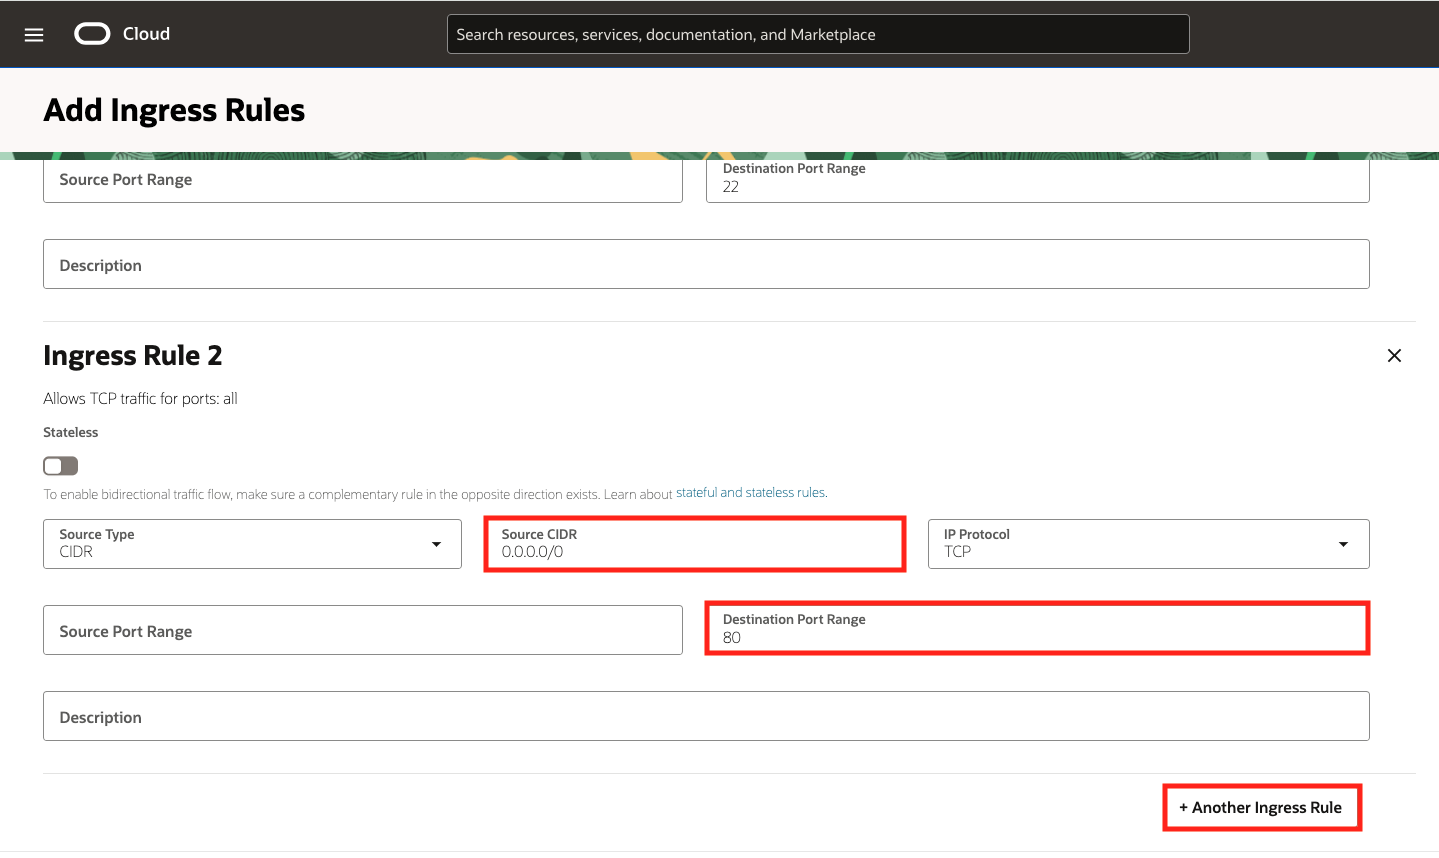 Cloud
Search resources, services, documentation, and Marketplace
Add Ingress Rules
Source Port Range
Destination Port Range
22
Description
Ingress Rule 2
Allows TCP traffic for ports: all
Stateless
To enable bidirectional traffic flow, make sure a complementary rule in the opposite direction exists. Learn about stateful and stateless rules.
Source Type
CIDR
Source CIDR
0.0.0.0/0
IP Protocol
TCP
Source Port Range
Destination Port Range
80
Description
+ Another Ingress Rule